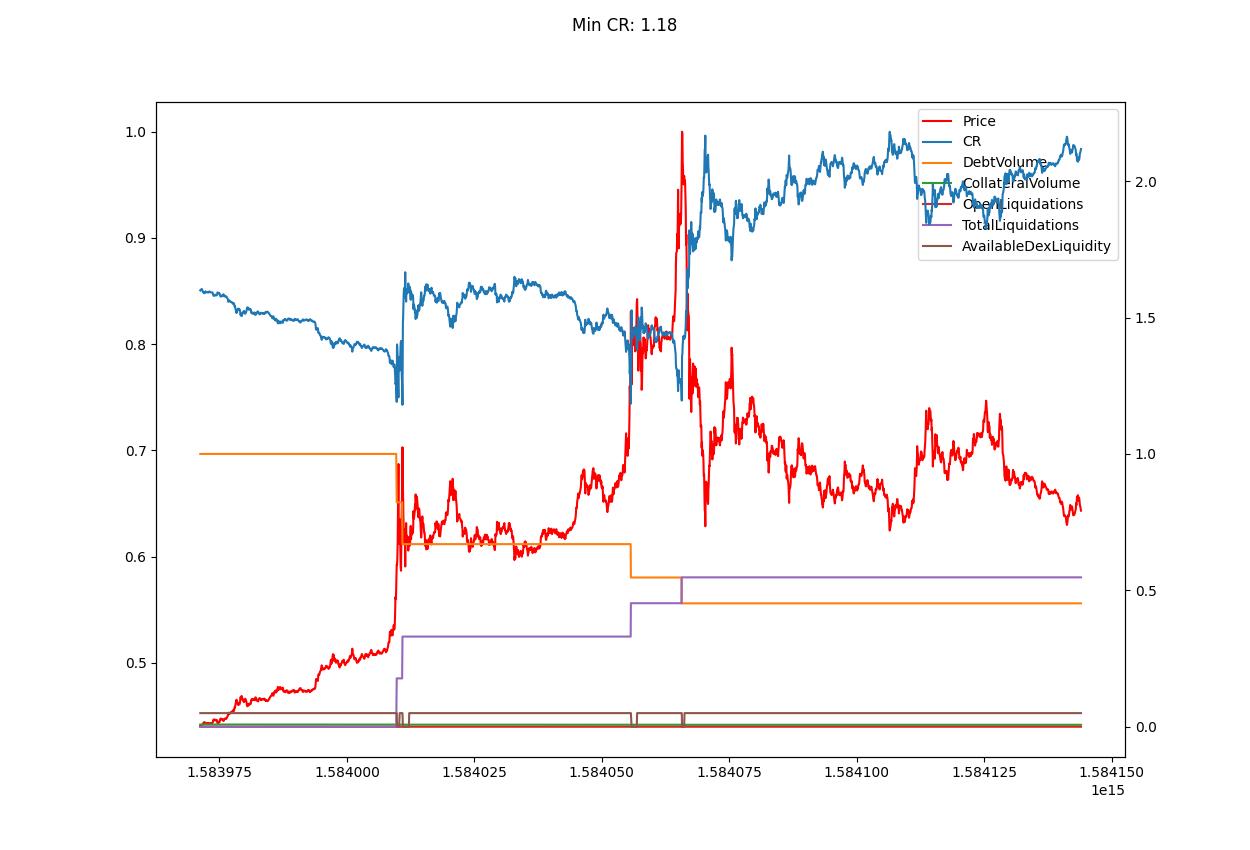 Min CR: 1.18
1.0
0.9
0.8
0.7
0.6
0.5
2.0
1.5
1.0
0.5
0.0
Price
CR
DebtVolume
CollateralVolume
OpenLiquidations
TotalLiquidations
AvailableDexLiquidity
1.583975 1.584000 1.584025 1.584050 1.584075 1.584100 1.584125 1.584150
1e15